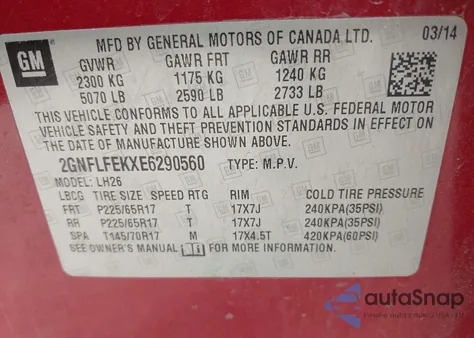 GM
MFD BY GENERAL MOTORS OF CANADA LTD. 03/14
GVWR GAWR FRT GAWR RR
2300 KG 1175 KG 1240 KG
5070 LB 2590 LB 2733 LB
THIS VEHICLE CONFORMS TO ALL APPLICABLE U.S. FEDERAL MOTOR
VEHICLE SAFETY AND THEFT PREVENTION STANDARDS IN EFFECT ON
THE DATE OF MANUFACTURE SHOWN ABOVE.
2GNFLFEKXE6290560 TYPE: M.P.V.
MODEL: LH26
LBCG TIRE SIZE SPEED RTG RIM COLD TIRE PRESSURE
FRT P225/65R17 T 17X7J 240KPA(35PSI)
RR P225/65R17 T 17X7J 240KPA(35PSI)
SPA T145/70R17 M 17X4.5T 420KPA(60PSI)
SEE OWNER'S MANUAL FOR MORE INFORMATION.
autoSnap